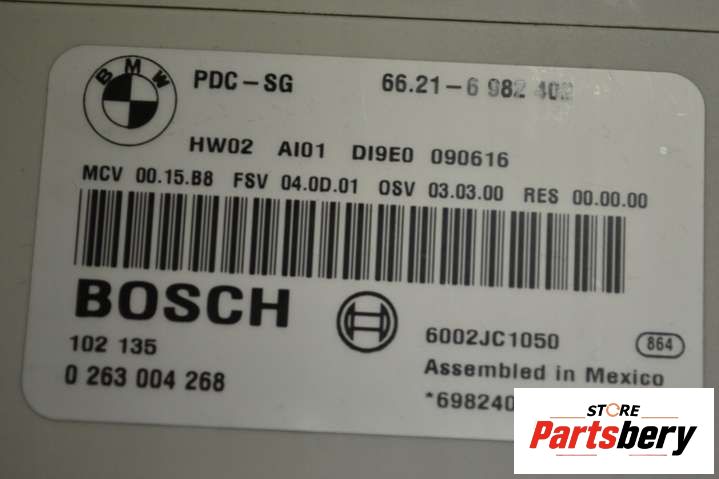 BMW
PDC-SG 66.21-6 982 402
HW02 AI01 DI9E0 090616
MCV 00.15.B8 FSV 04.0D.01 OSV 03.03.00 RES 00.00.00
BOSCH
102 135
0 263 004 268
6002JC1050 864
Assembled in Mexico
*698240
STORE
Partsbery